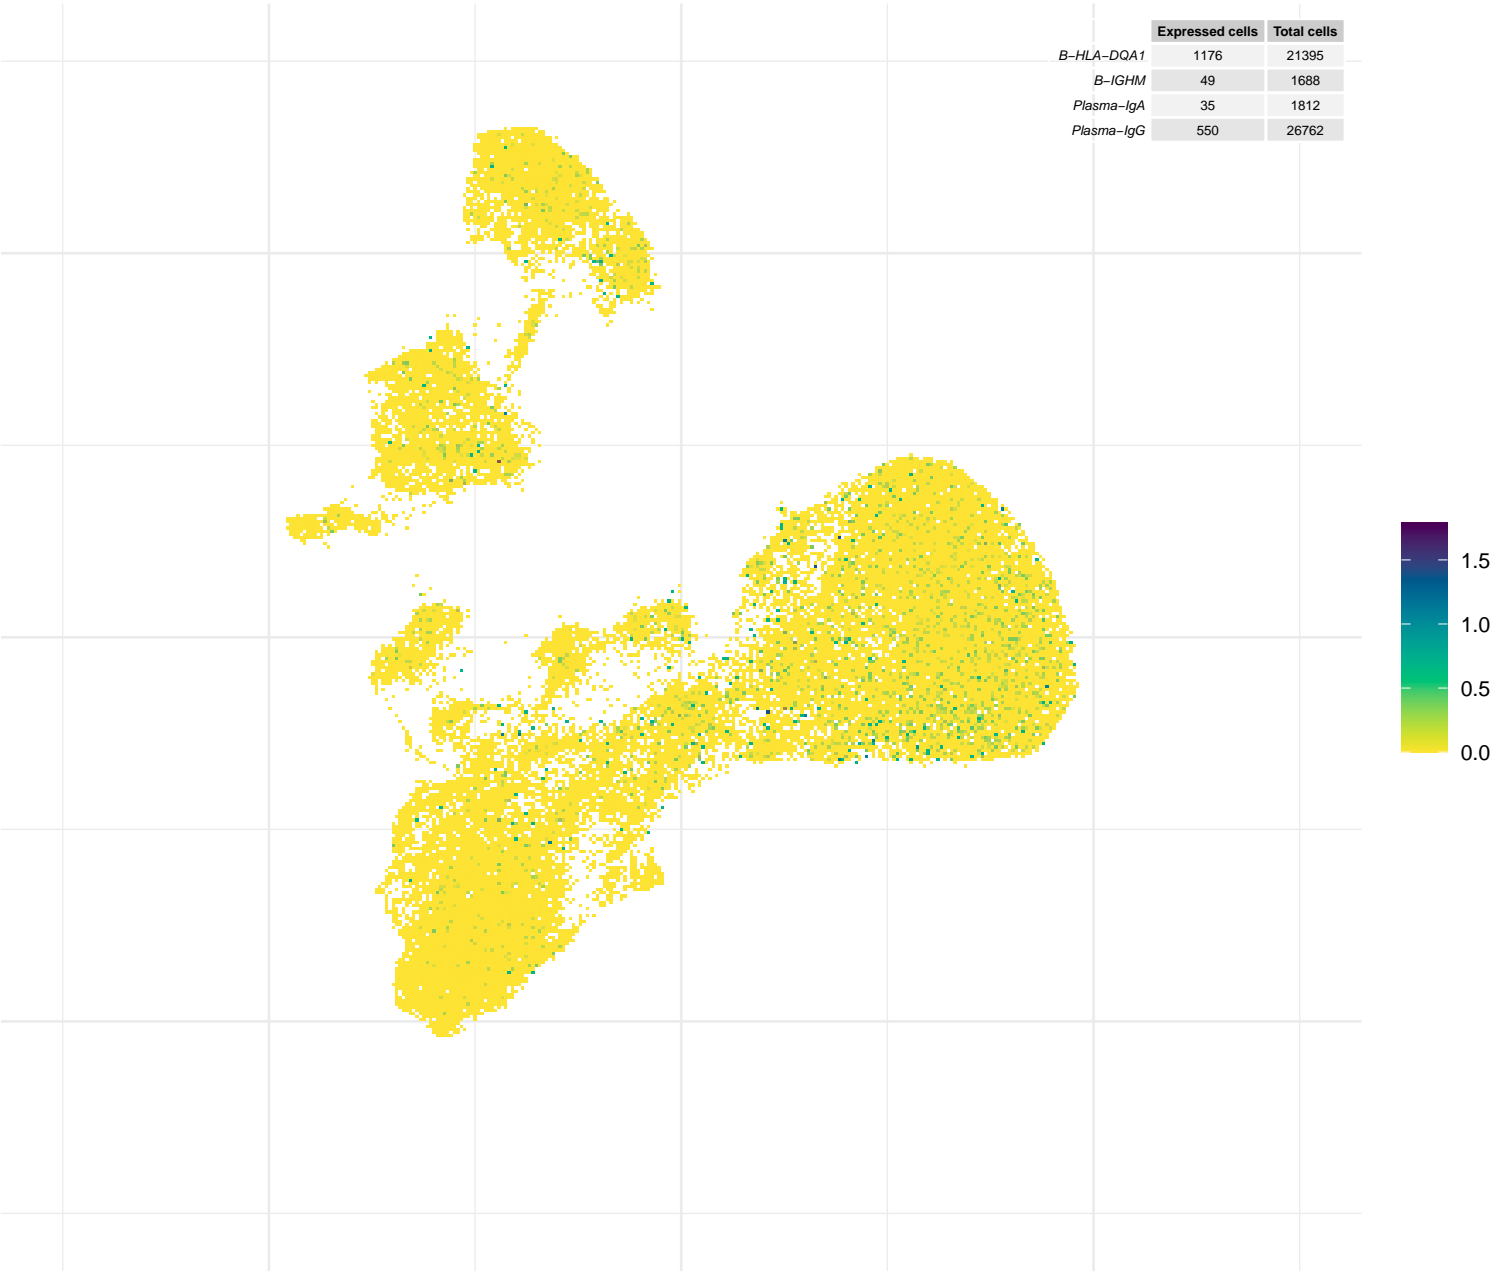 Expressed cells Total cells
B−HLA−DQA1 1176 21395
B−IGHM 49 1688
Plasma−IgA 35 1812
Plasma−IgG 550 26762
1.5
1.0
0.5
0.0